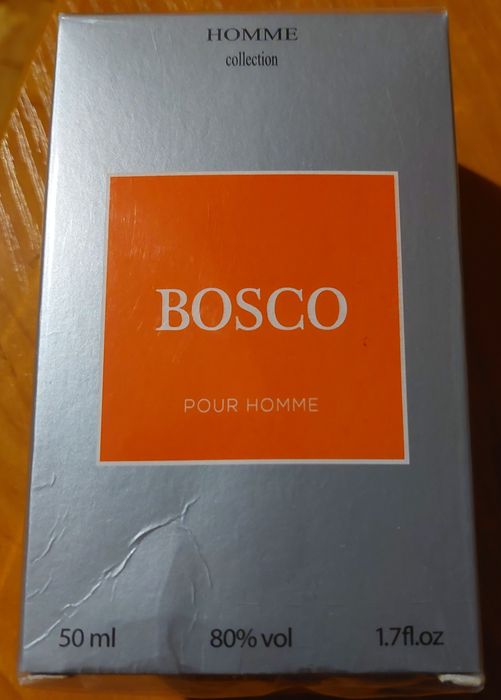 HOMME
collection
BOSCO
POUR HOMME
50 ml 80% vol 1.7fl.oz